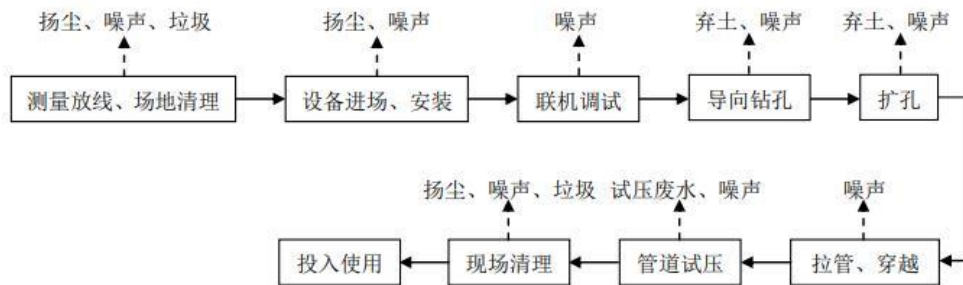 扬尘、噪声、垃圾 扬尘、噪声 噪声 弃土、噪声 弃土、噪声
测量放线、场地清理 设备进场、安装 联机调试 导向钻孔 扩孔
扬尘、噪声、垃圾 试压废水、噪声 噪声
投入使用 现场清理 管道试压 拉管、穿越